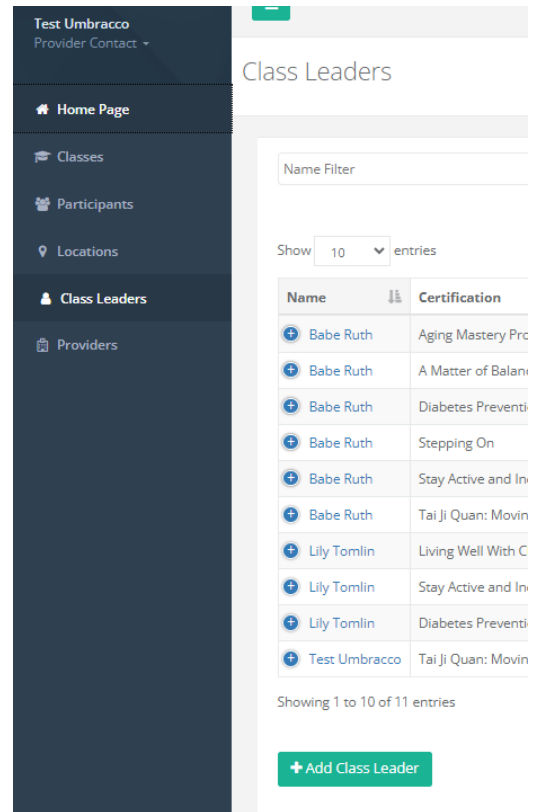 Test Umbracco
Provider Contact
Home Page
Classes
Participants
Locations
Class Leaders
Providers
Class Leaders
Name Filter
Show 10 entries
Name Certification
Babe Ruth Aging Mastery Pro
Babe Ruth A Matter of Balan
Babe Ruth Diabetes Preventi
Babe Ruth Stepping On
Babe Ruth Stay Active and In
Babe Ruth Tai Ji Quan: Movin
Lily Tomlin Living Well With C
Lily Tomlin Stay Active and In
Lily Tomlin Diabetes Preventi
Test Umbracco Tai Ji Quan: Movin
Showing 1 to 10 of 11 entries
+ Add Class Leader